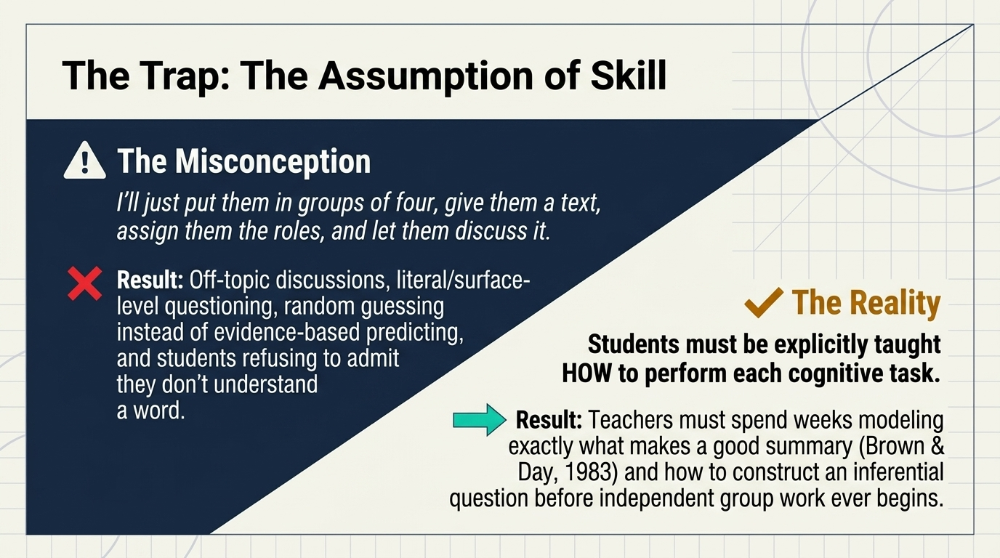 The Trap: The Assumption of Skill
The Misconception
I’ll just put them in groups of four, give them a text,
assign them the roles, and let them discuss it.
Result: Off-topic discussions, literal/surface-
level questioning, random guessing
instead of evidence-based predicting,
and students refusing to admit
they don’t understand
a word.
The Reality
Students must be explicitly taught
HOW to perform each cognitive task.
Result: Teachers must spend weeks modeling
exactly what makes a good summary (Brown &
Day, 1983) and how to construct an inferential
question before independent group work ever begins.